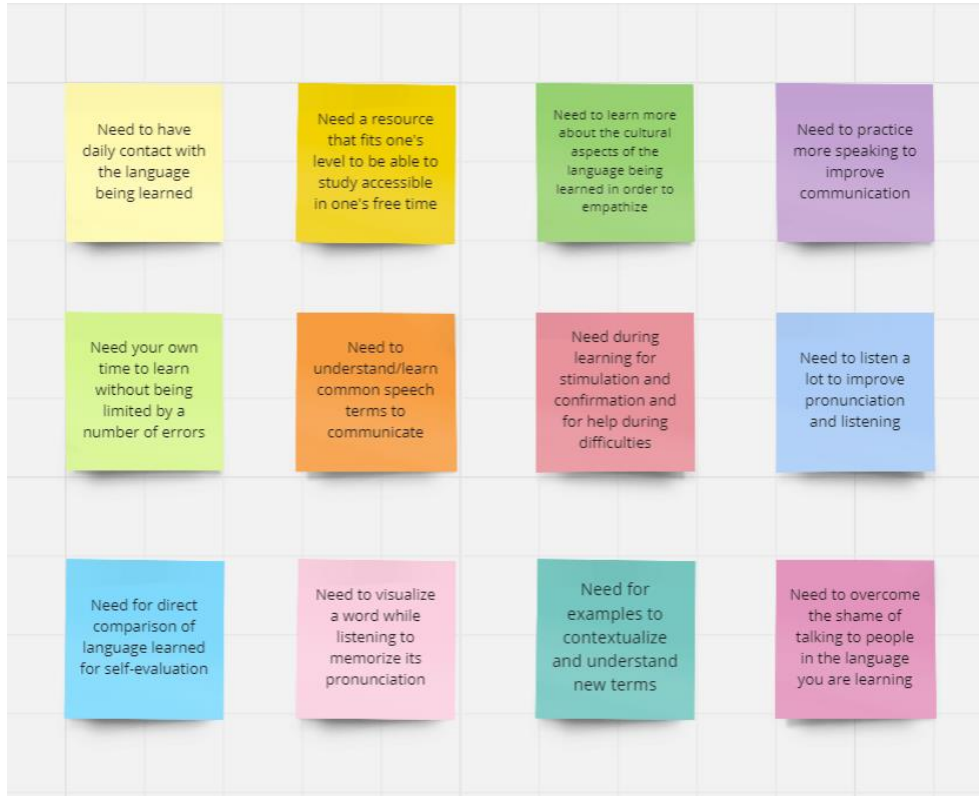 Need to have
daily contact with
the language
being learned
Need a resource
that fits one's
level to be able to
study accessible
in one's free time
Need to learn more
about the cultural
aspects of the
language being
learned in order to
empathize
Need to practice
more speaking to
improve
communication
Need your own
time to learn
without being
limited by a
number of errors
Need to
understand/learn
common speech
terms to
communicate
Need during
learning for
stimulation and
confirmation and
for help during
difficulties
Need to listen a
lot to improve
pronunciation
and listening
Need for direct
comparison of
language learned
for self-evaluation
Need to visualize
a word while
listening to
memorize its
pronunciation
Need for
examples to
contextualize
and understand
new terms
Need to overcome
the shame of
talking to people
in the language
you are learning